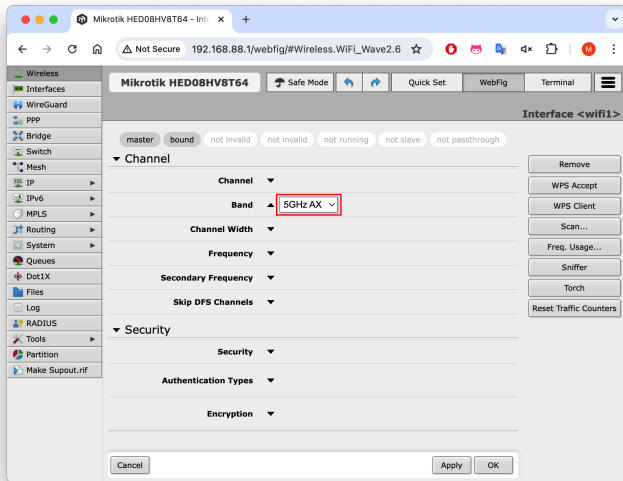 Mikrotik HED08HV8T64 - Inte
Not Secure 192.168.88.1/webfig/#Wireless.WiFi_Wave2.6
M
Wireless
Interfaces
WireGuard
PPP
Bridge
Switch
Mesh
IP
IPv6
MPLS
Routing
System
Queues
Dot1X
Files
Log
RADIUS
Tools
Partition
Make Supout.rif
Mikrotik HED08HV8T64
Safe Mode
Quick Set
WebFig
Terminal
Interface <wifi1>
master bound not invalid not invalid not running not slave not passthrough
Channel
Channel
Band 5GHz AX
Channel Width
Frequency
Secondary Frequency
Skip DFS Channels
Security
Security
Authentication Types
Encryption
Remove
WPS Accept
WPS Client
Scan...
Freq. Usage...
Sniffer
Torch
Reset Traffic Counters
Cancel
Apply
OK